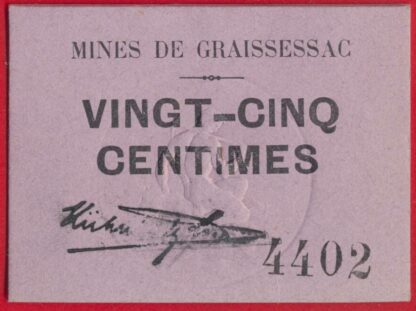 MINES DE GRAISSESSAC
VINGT-CINQ
CENTIMES
4402